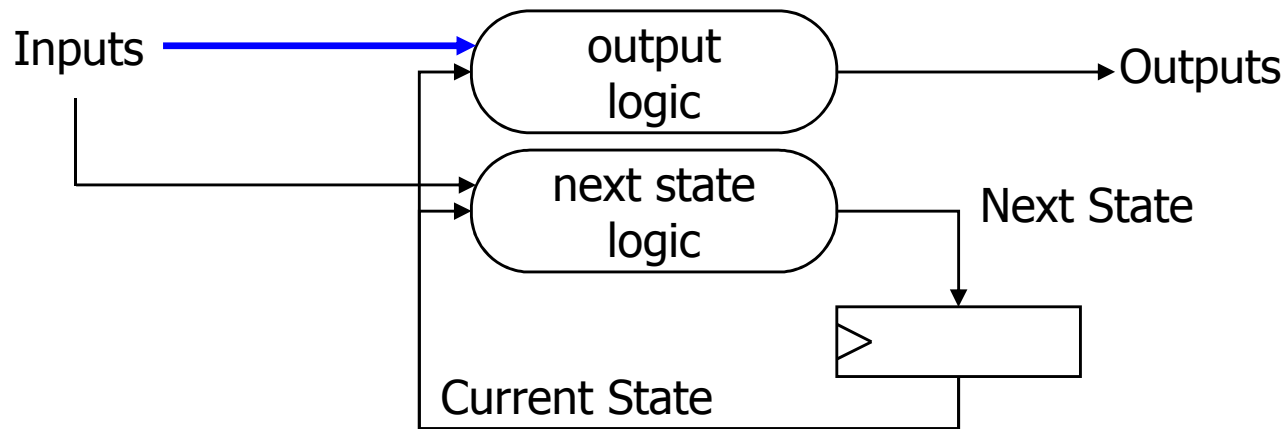 Inputs
output
logic
Outputs
next state
logic
Next State
Current State